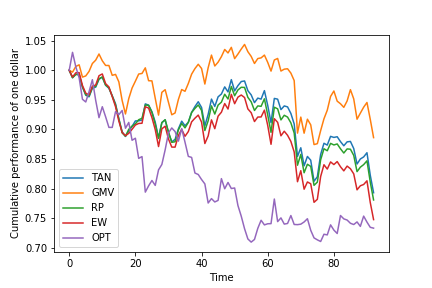 Cumulative performance of one dollar
1.05
1.00
0.95
0.90
0.85
0.80
0.75
0.70
TAN
GMV
RP
EW
OPT
0 20 40 60 80
Time